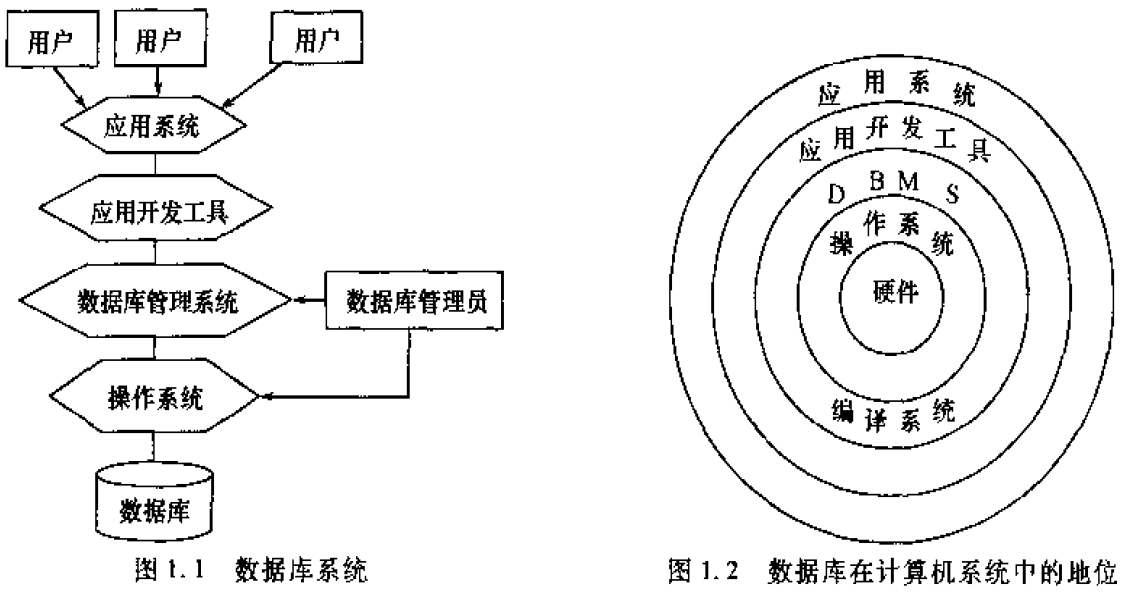 用户
用户
用户
应用系统
应用开发工具
数据库管理系统
数据库管理员
操作系统
数据库
图1.1 数据库系统
应用系统
应用开发工具
DBMS
操作系统
硬件
编译系统
图1.2 数据库在计算机系统中的地位